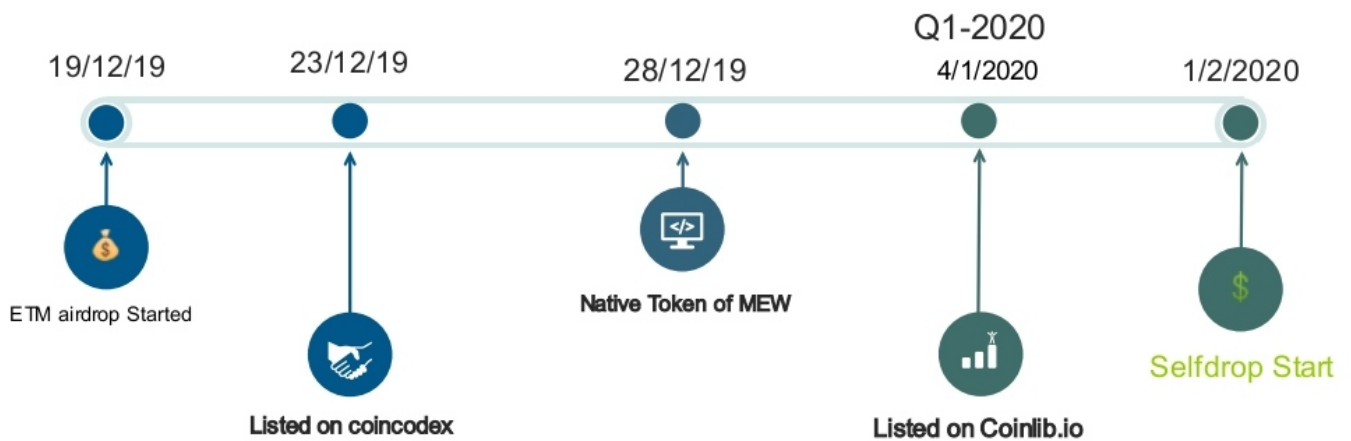 Q1-2020
19/12/19
23/12/19
28/12/19
4/1/2020
1/2/2020
$
</>
$
ETM airdrop Started
Native Token of MEW
Selfdrop Start
Listed on coincodex
Listed on Coinlib.io